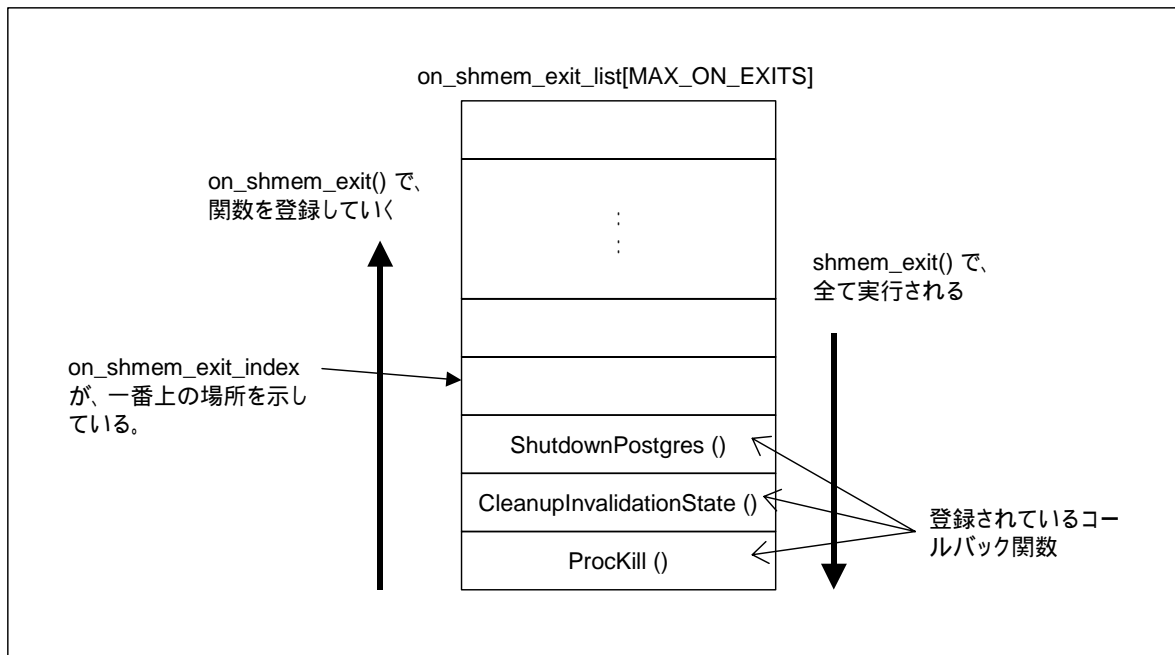 on_shmem_exit_list[MAX_ON_EXITS]
on_shmem_exit() で、
関数を登録していく
:
:
shmem_exit() で、
全て実行される
on_shmem_exit_index
が、一番上の場所を示し
ている。
ShutdownPostgres ()
CleanupInvalidationState ()
ProcKill ()
登録されているコー
ルバック関数